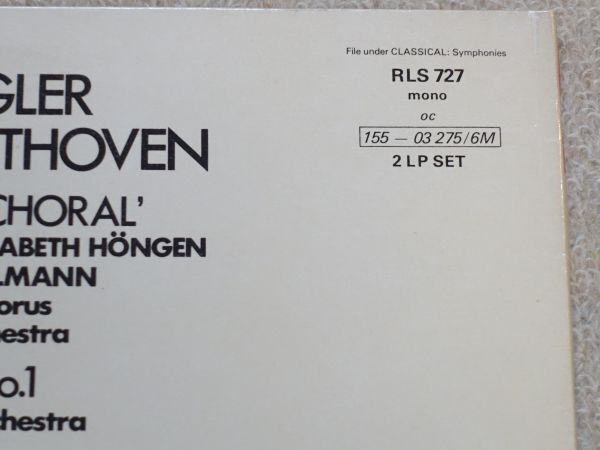 File under CLASSICAL: Symphonies
RLS 727
mono
oc
155 — 03 275/6M
2 LP SET
GLER
THOVEN
CHORAL’
ABETH HÖNGEN
LMANN
orus
hestra
o.1
chestra